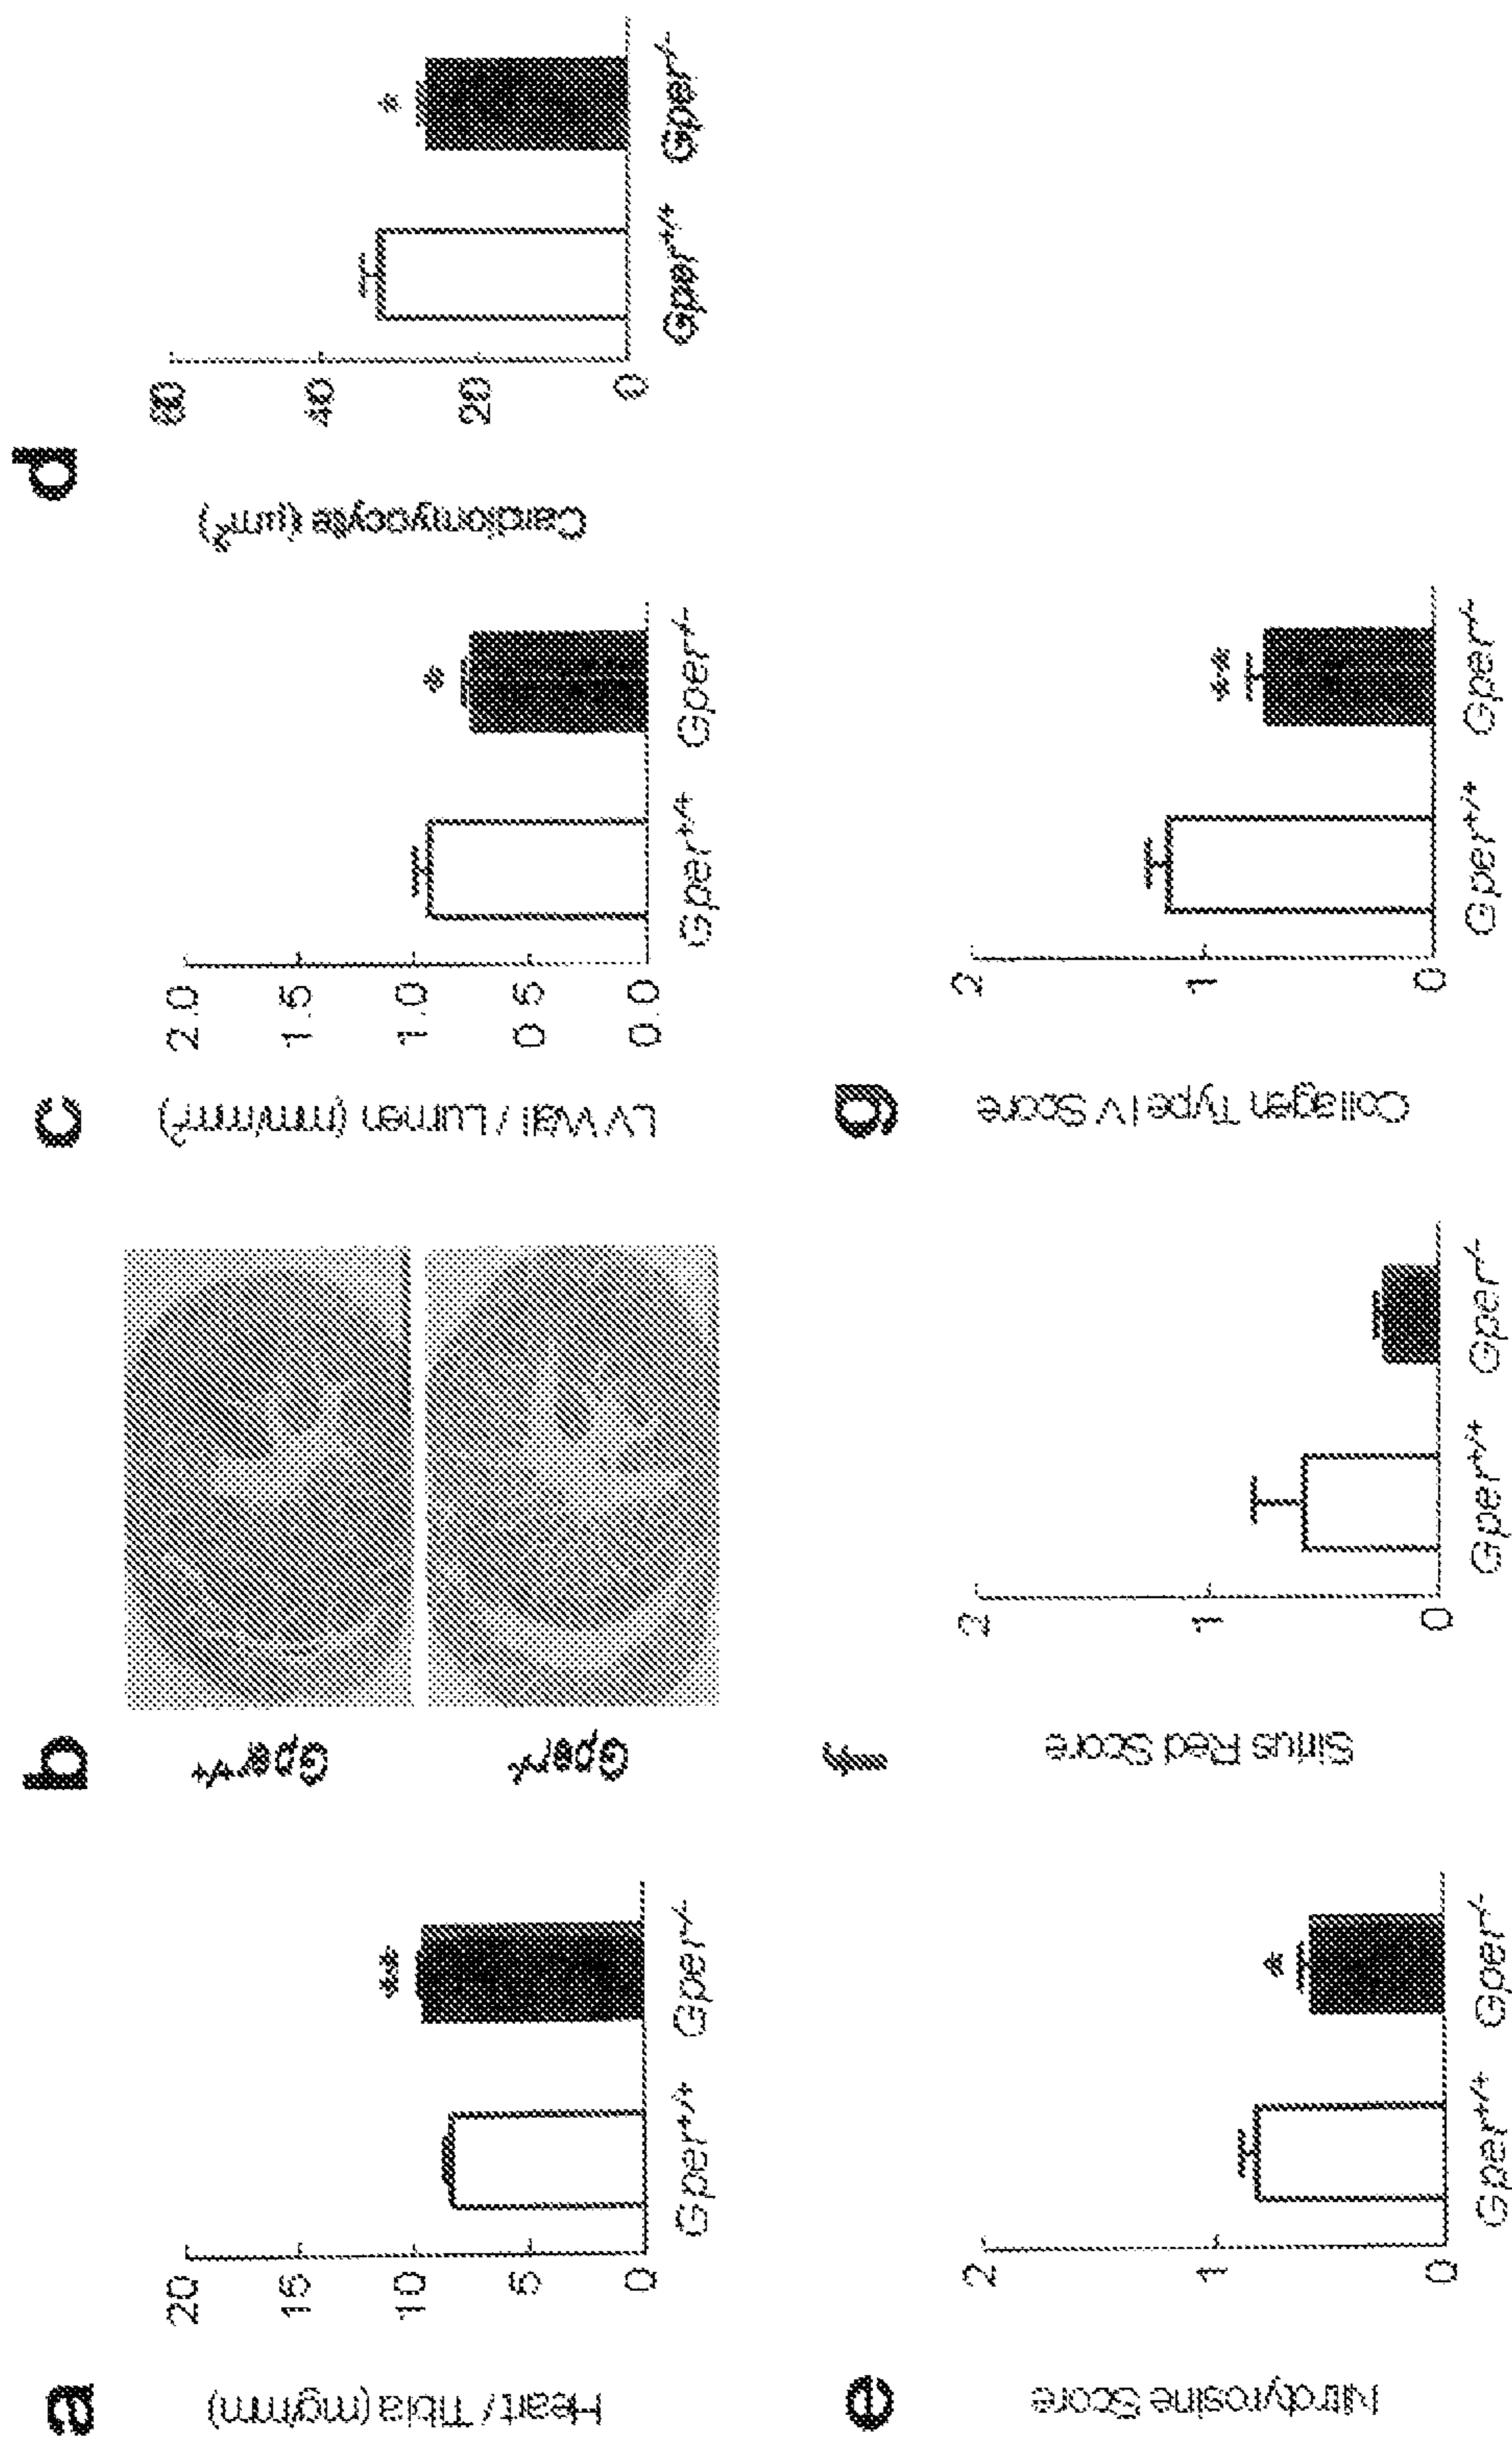 a
Heart / Tibia (mg/mm)
20
15
10
5
0
Gper+/+
Gper-/-
**
b
Gper+/+
Gper-/-
c
LV Wall / Lumen (mm/mm²)
2.0
1.5
1.0
0.5
0.0
Gper+/+
Gper-/-
*
d
Cardiomyocyte (µm²)
60
40
20
0
Gper+/+
Gper-/-
*
e
Nitrotyrosine Score
2
1
0
Gper+/+
Gper-/-
*
f
Sirius Red Score
2
1
0
Gper+/+
Gper-/-
g
Collagen Type IV Score
2
1
0
Gper+/+
Gper-/-
**